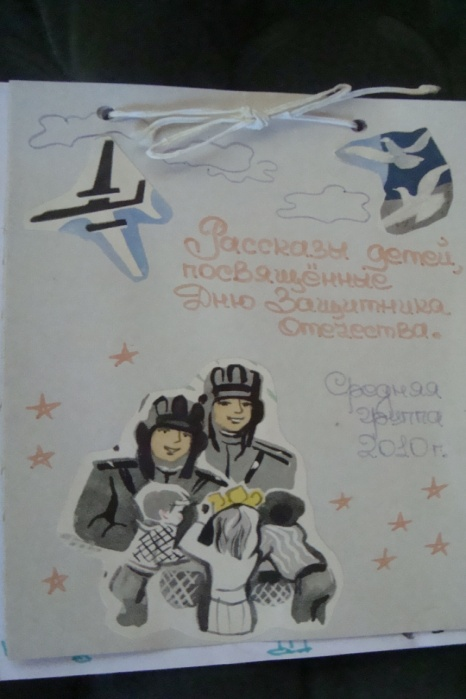 Рассказы детей,
посвящённые
Дню Защитника
Отечества.
Средняя
группа
2010 г.